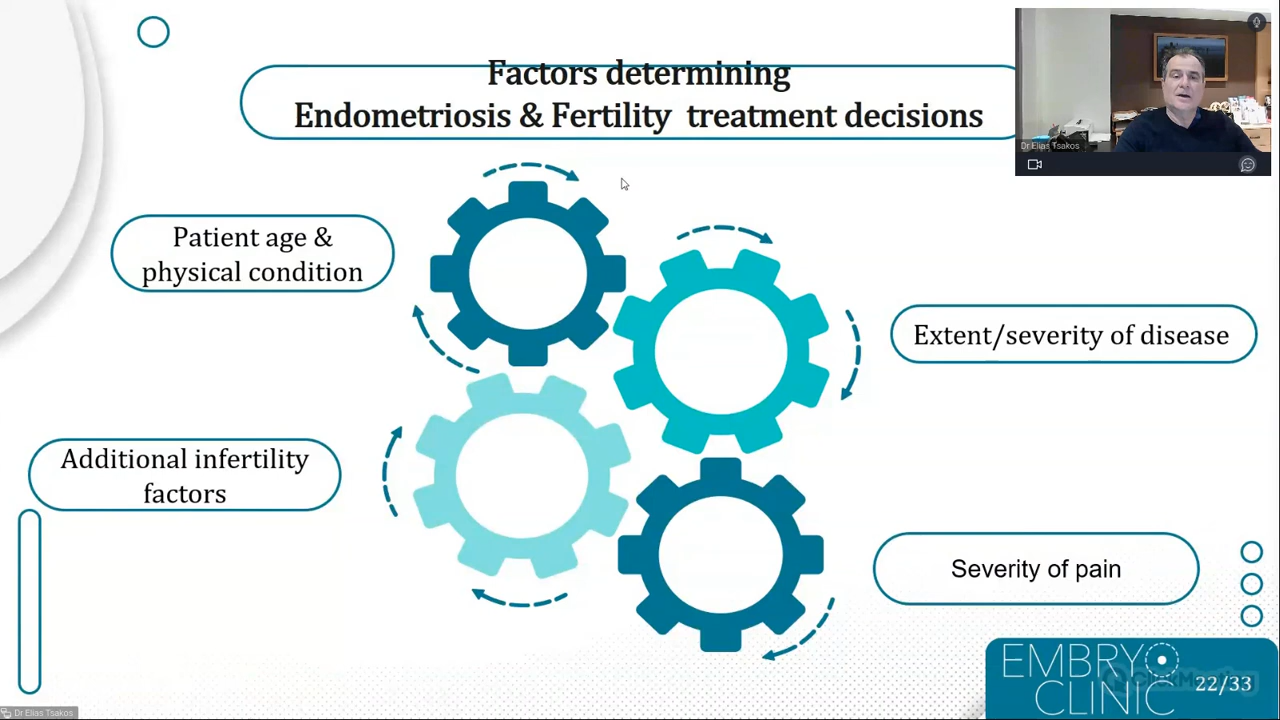 Factors determining
Endometriosis & Fertility treatment decisions
Dr Elias Tsakos
Patient age &
physical condition
Extent/severity of disease
Additional infertility
factors
Severity of pain
EMBRYO
CLINIC
ClickMeeting
22/33
Dr Elias Tsakos